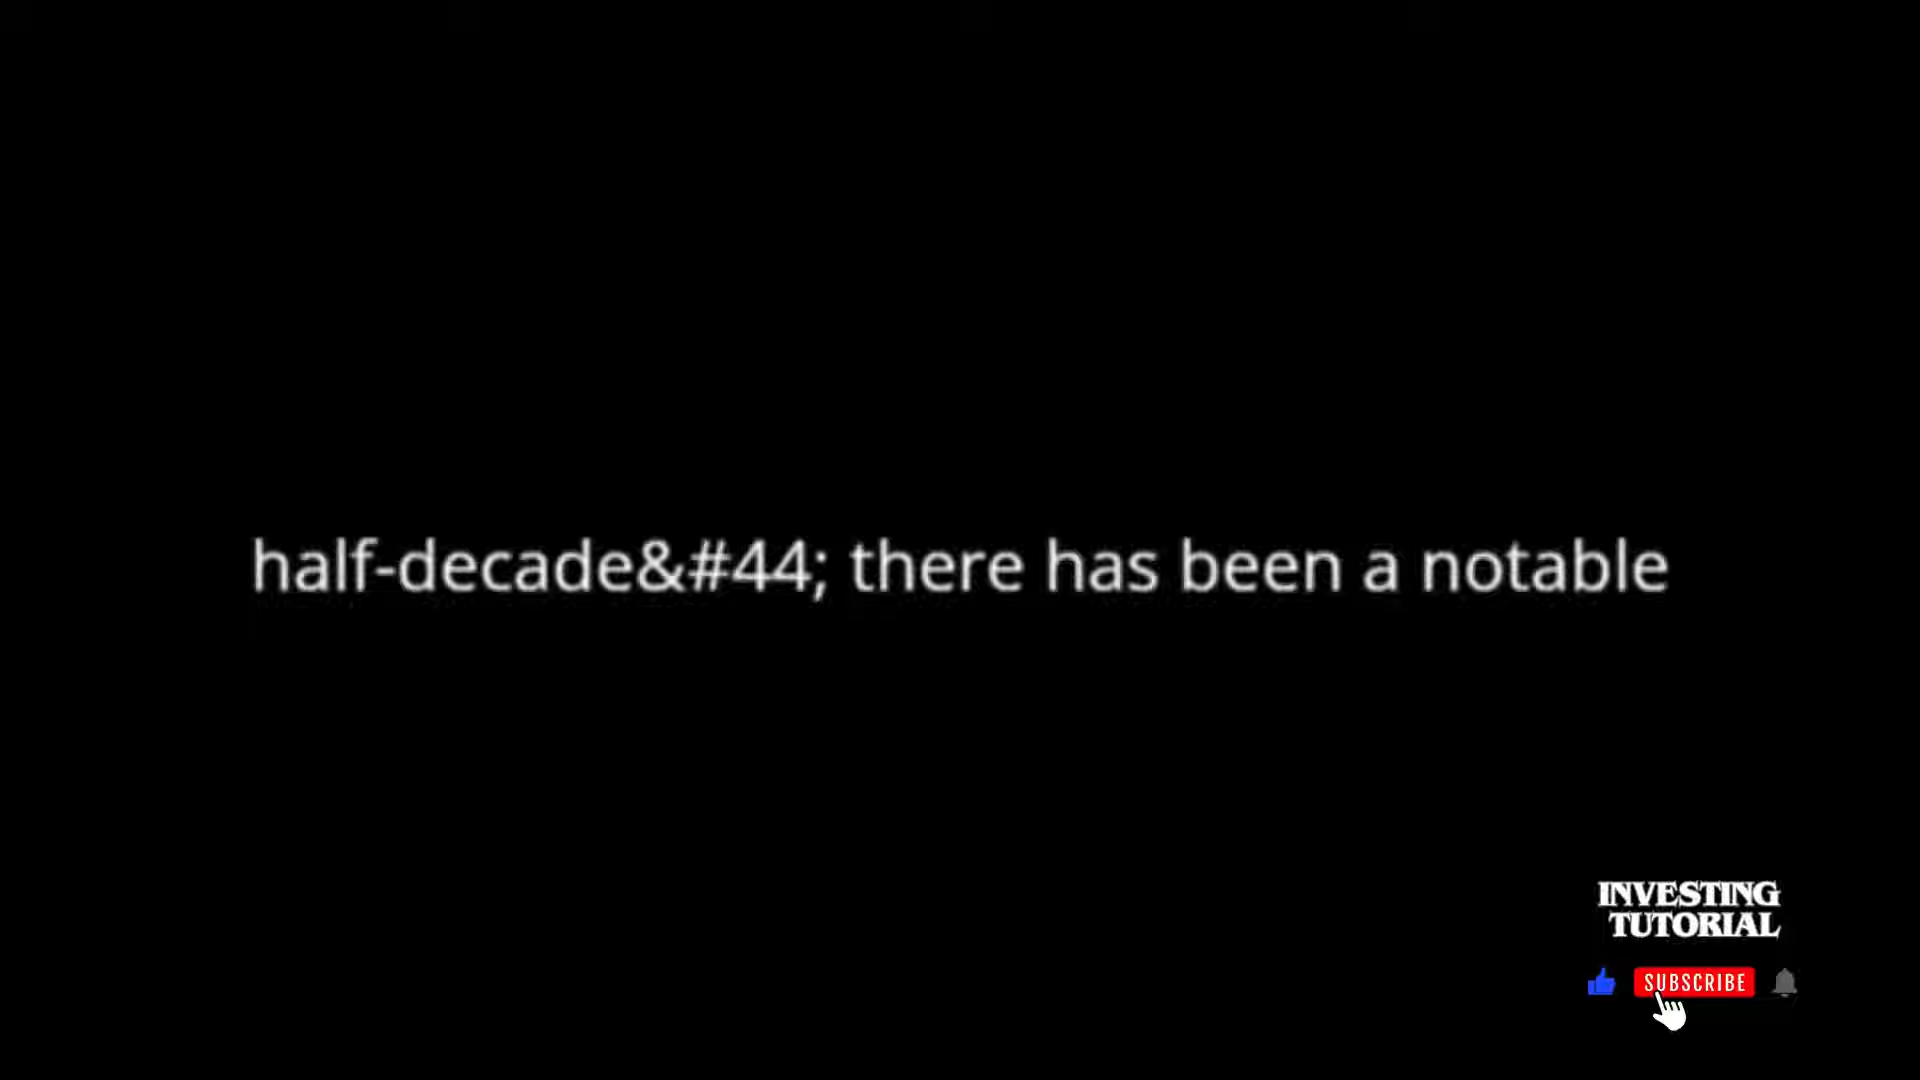 half-decade&#44; there has been a notable
INVESTING
TUTORIAL
SUBSCRIBE